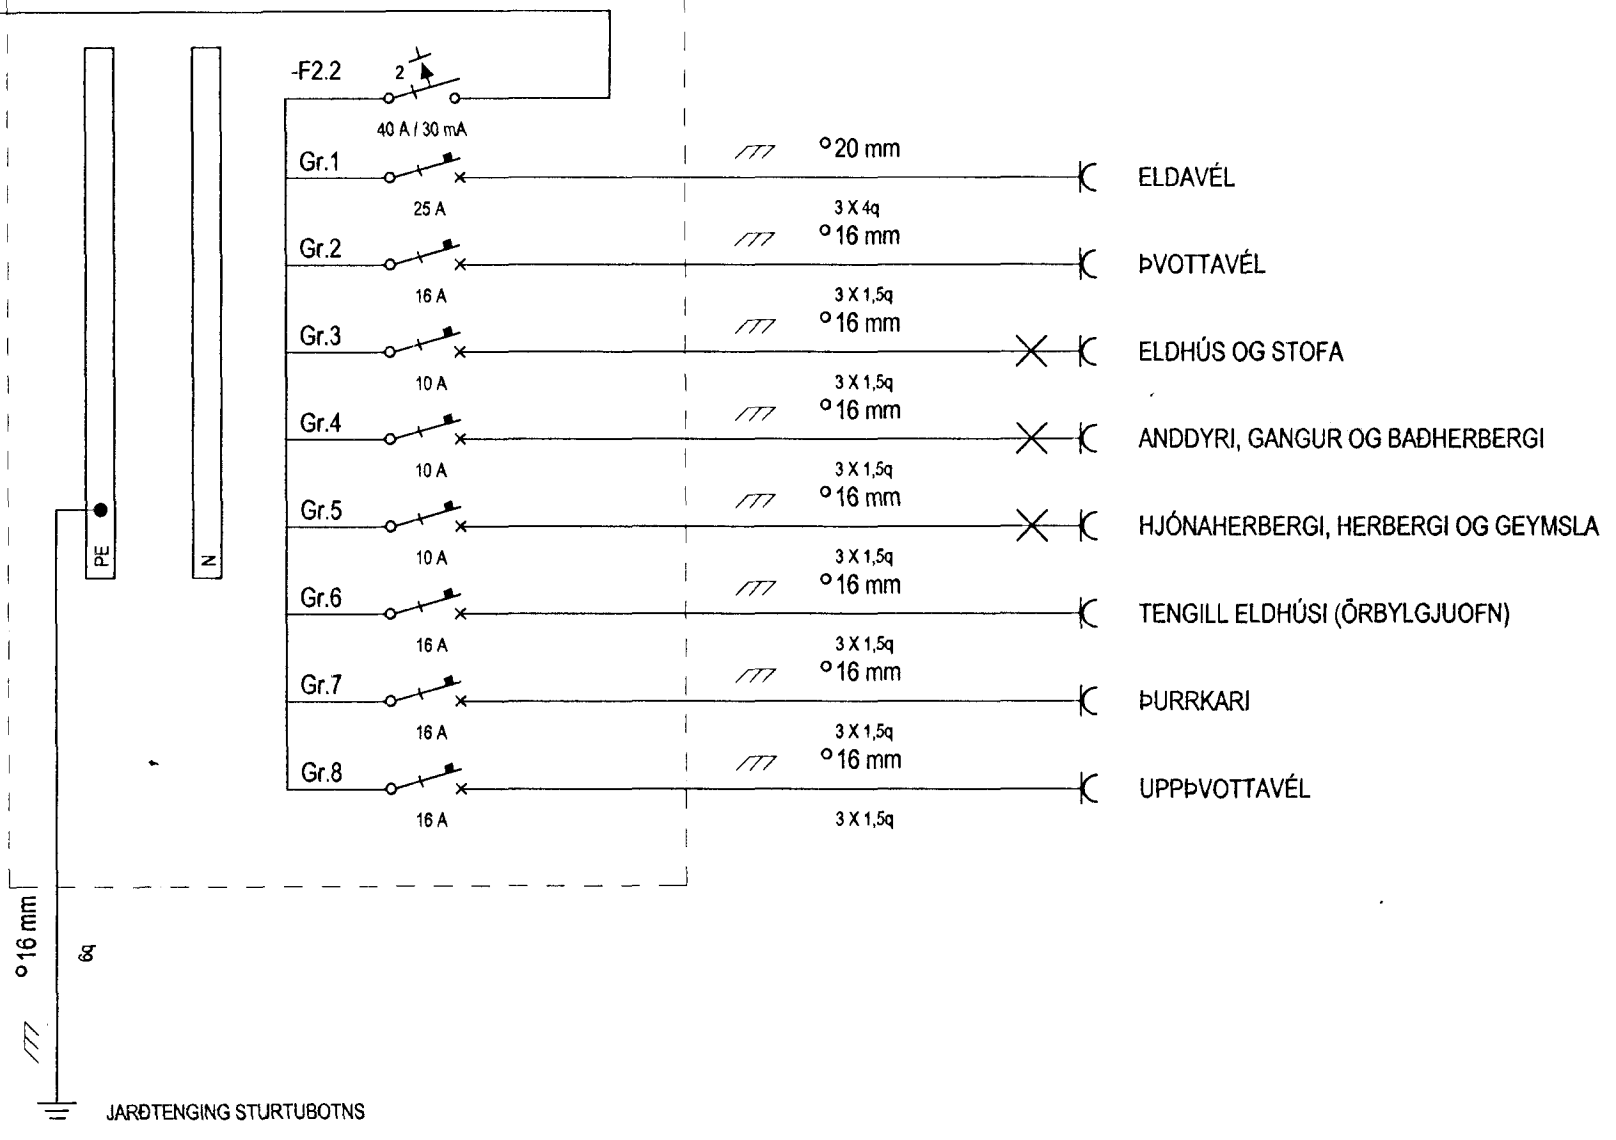 -F2.2
2
40 A / 30 mA
Gr.1
25 A
°20 mm
3 X 4q
ELDAVÉL
Gr.2
16 A
°16 mm
3 X 1,5q
ÞVOTTAVÉL
Gr.3
10 A
°16 mm
3 X 1,5q
ELDHÚS OG STOFA
Gr.4
10 A
°16 mm
3 X 1,5q
ANDDYRI, GANGUR OG BAÐHERBERGI
Gr.5
10 A
°16 mm
3 X 1,5q
HJÓNAHERBERGI, HERBERGI OG GEYMSLA
Gr.6
16 A
°16 mm
3 X 1,5q
TENGILL ELDHÚSI (ÖRBYLGJUOFN)
Gr.7
16 A
°16 mm
3 X 1,5q
ÞURRKARI
Gr.8
16 A
°16 mm
3 X 1,5q
UPPÞVOTTAVÉL
PE
N
°16 mm
6q
JARÐTENGING STURTUBOTNS